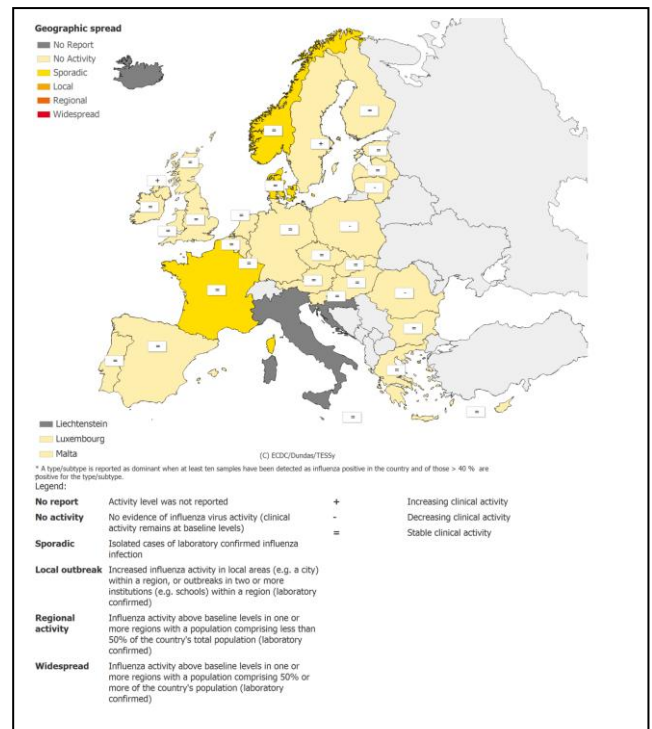 Geographic spread
No Report
No Activity
Sporadic
Local
Regional
Widespread
=
=
+
=
=
=
-
=
+
=
=
=
=
=
-
=
=
=
=
=
=
=
=
-
=
=
=
=
=
=
Liechtenstein
Luxembourg
Malta
(C) ECDC/Dundas/TESSy
* A type/subtype is reported as dominant when at least ten samples have been detected as influenza positive in the country and of those > 40 % are
positive for the type/subtype.
Legend:
No report Activity level was not reported + Increasing clinical activity
No activity No evidence of influenza virus activity (clinical - Decreasing clinical activity
activity remains at baseline levels) = Stable clinical activity
Sporadic Isolated cases of laboratory confirmed influenza
infection
Local outbreak Increased influenza activity in local areas (e.g. a city)
within a region, or outbreaks in two or more
institutions (e.g. schools) within a region (laboratory
confirmed)
Regional Influenza activity above baseline levels in one or
activity more regions with a population comprising less than
50% of the country's total population (laboratory
confirmed)
Widespread Influenza activity above baseline levels in one or
more regions with a population comprising 50% or
more of the country's population (laboratory
confirmed)